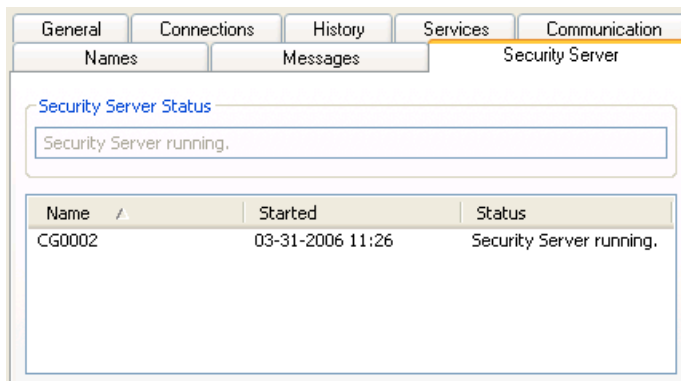 General Connections History Services Communication
Names Messages Security Server
Security Server Status
Security Server running.
Name Started Status
CG0002 03-31-2006 11:26 Security Server running.